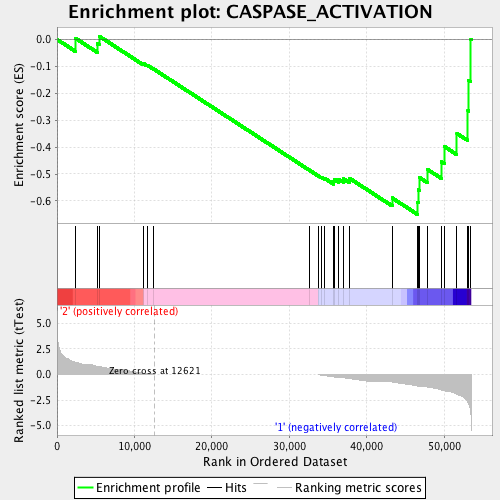 Enrichment plot: CASPASE_ACTIVATION
Enrichment score (ES)
0.0
-0.1
-0.2
-0.3
-0.4
-0.5
-0.6
'2' (positively correlated)
Ranked list metric (tTest)
5.0
2.5
0.0
-2.5
-5.0
Zero cross at 12621
'1' (negatively correlated)
0
10,000
20,000
30,000
40,000
50,000
Rank in Ordered Dataset
Enrichment profile
Hits
Ranking metric scores